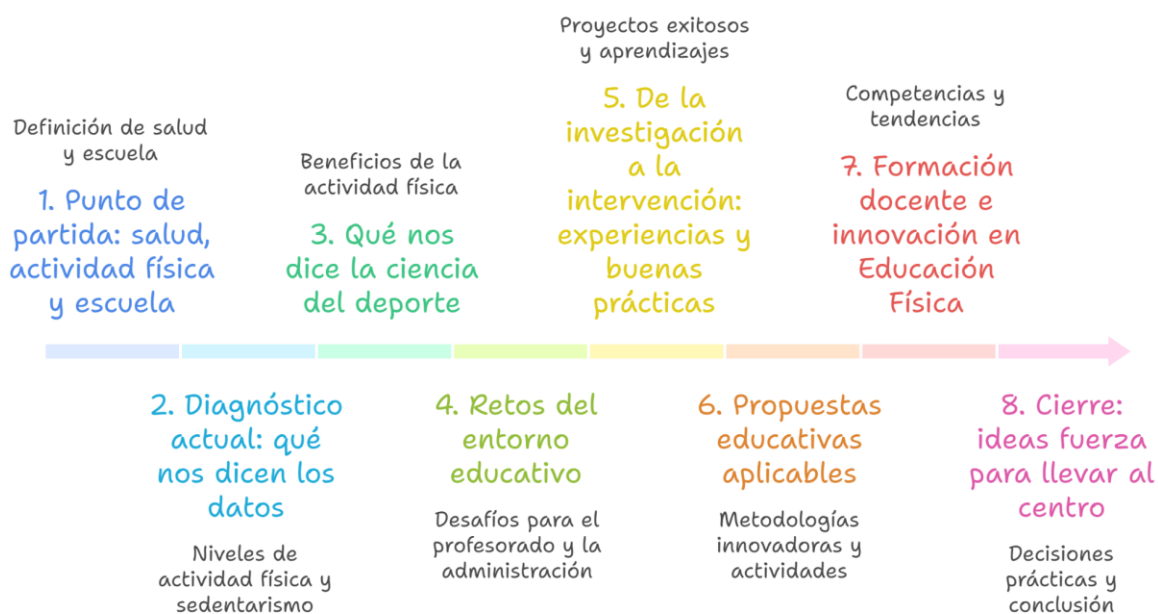 Definición de salud
y escuela
1. Punto de
partida: salud,
actividad física
y escuela
2. Diagnóstico
actual: qué
nos dicen los
datos
Niveles de
actividad física y
sedentarismo
Beneficios de la
actividad física
3. Qué nos
dice la ciencia
del deporte
4. Retos del
entorno
educativo
Desafíos para el
profesorado y la
administración
Proyectos exitosos
y aprendizajes
5. De la
investigación
a la
intervención:
experiencias y
buenas
prácticas
6. Propuestas
educativas
aplicables
Metodologías
innovadoras y
actividades
Competencias y
tendencias
7. Formación
docente e
innovación en
Educación
Física
8. Cierre:
ideas fuerza
para llevar al
centro
Decisiones
prácticas y
conclusión